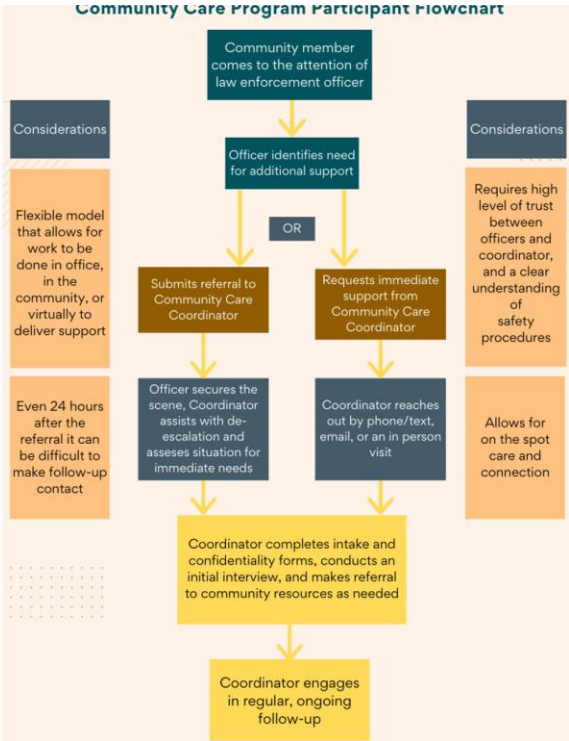 Community Care Program Participant Flowchart
Community member
comes to the attention of
law enforcement officer
Considerations
Considerations
Officer identifies need
for additional support
Flexible model
that allows for
work to be
done in office,
in the
community, or
virtually to
deliver support
Requires high
level of trust
between
officers and
coordinator,
and a clear
understanding
of
safety
procedures
OR
Submits referral to
Community Care
Coordinator
Requests immediate
support from
Community Care
Coordinator
Even 24 hours
after the
referral it can
be difficult to
make follow-up
contact
Officer secures the
scene, Coordinator
assists with de-
escalation and
asseses situation for
immediate needs
Coordinator reaches
out by phone/text,
email, or an in person
visit
Allows for
on the spot
care and
connection
Coordinator completes intake and
confidentiality forms, conducts an
initial interview, and makes referral
to community resources as needed
Coordinator engages
in regular, ongoing
follow-up